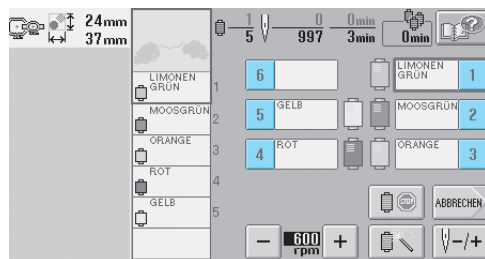 24mm
37mm
1
5
0
997
0min
3min
0min
LIMONEN
GRÜN
1
MOOSGRÜN
2
ORANGE
3
ROT
4
GELB
5
6
LIMONEN
GRÜN
1
5
GELB
MOOSGRÜN
2
4
ROT
ORANGE
3
STOP
ABBRECHEN
–
600
rpm
+
–/+